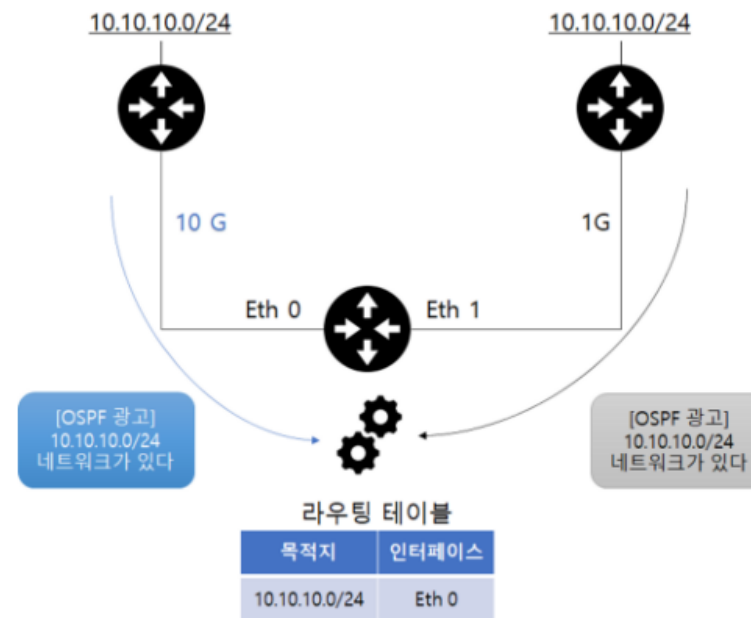 10.10.10.0/24
10.10.10.0/24
10 G
1G
Eth 0
Eth 1
[OSPF 광고]
10.10.10.0/24
네트워크가 있다
[OSPF 광고]
10.10.10.0/24
네트워크가 있다
라우팅 테이블
목적지 인터페이스
10.10.10.0/24 Eth 0